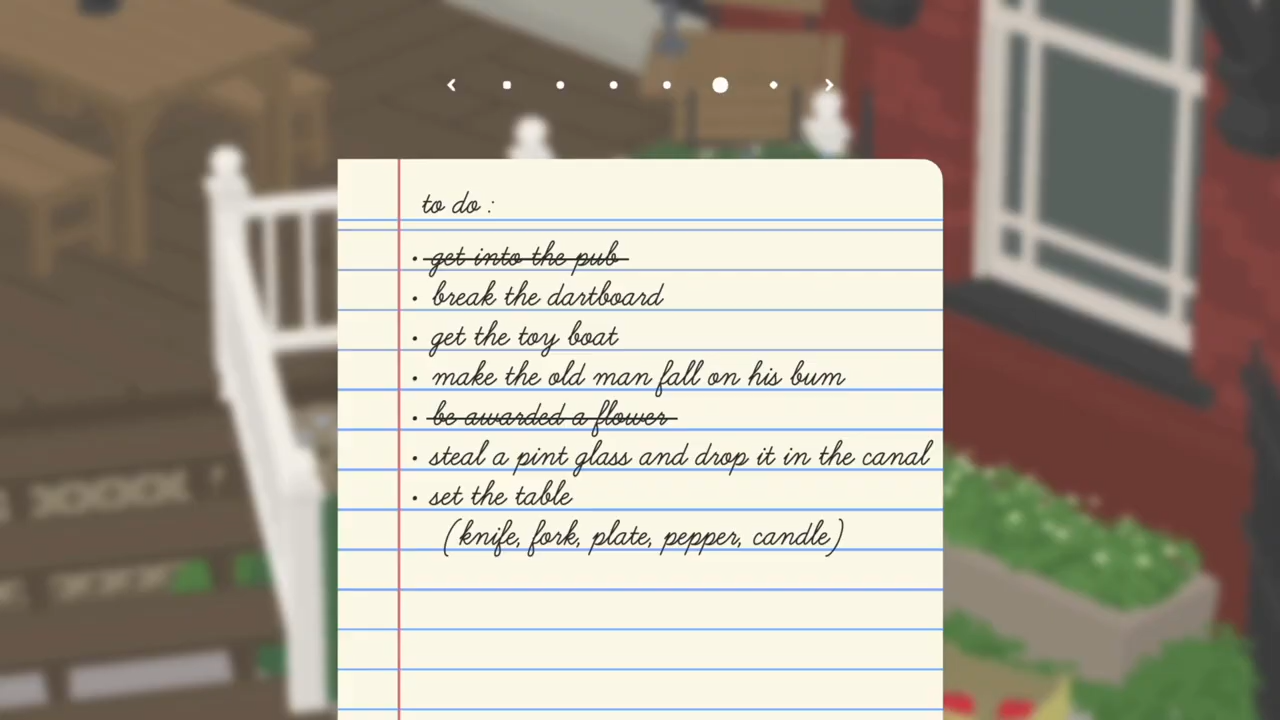 to do :
• get into the pub
• break the dartboard
• get the toy boat
• make the old man fall on his bum
• be awarded a flower
• steal a pint glass and drop it in the canal
• set the table
(knife, fork, plate, pepper, candle)